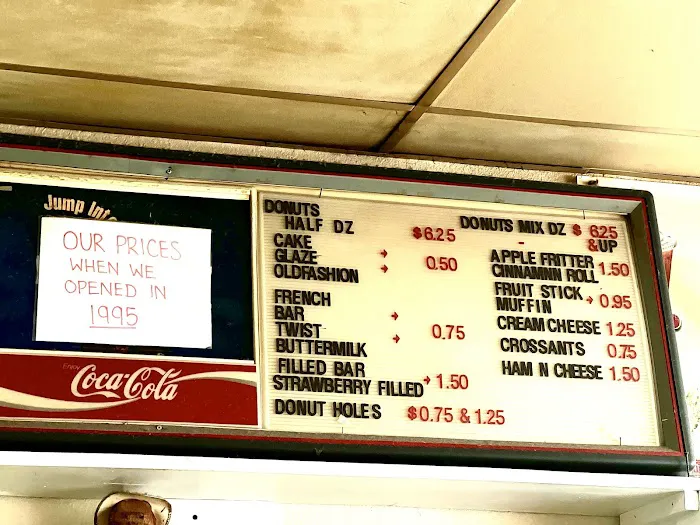 Jump Into
OUR PRICES
WHEN WE
OPENED IN
1995
Enjoy
Coca-Cola
DONUTS
HALF DZ $6.25
CAKE
GLAZE → 0.50
OLDFASHION
FRENCH
BAR →
TWIST → 0.75
BUTTERMILK
FILLED BAR
STRAWBERRY FILLED → 1.50
DONUT HOLES $0.75 & 1.25
DONUTS MIX DZ $ 6.25
- &UP
APPLE FRITTER
CINNAMNN ROLL 1.50
FRUIT STICK
MUFFIN → 0.95
CREAM CHEESE 1.25
CROSSANTS 0.75
HAM N CHEESE 1.50